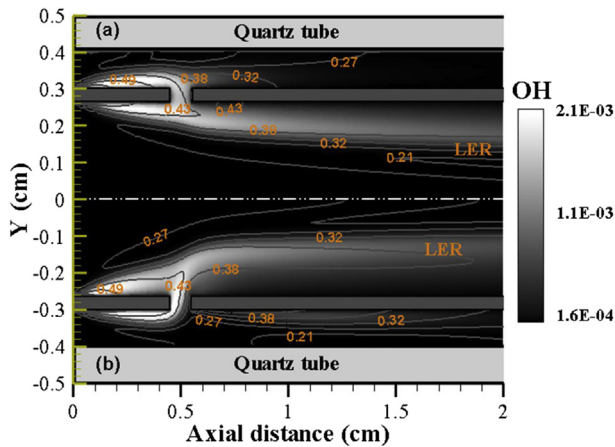 0.5
0.4
0.3
0.2
0.1
0
-0.1
-0.2
-0.3
-0.4
-0.5
Y (cm)
(a)
Quartz tube
0.27
0.49
0.38
0.32
0.43
0.43
0.38
0.32
LER
0.21
0.27
0.32
LER
0.38
0.49
0.43
0.27
0.38
0.32
0.21
(b)
Quartz tube
0 0.5 1 1.5 2
Axial distance (cm)
OH
2.1E-03
1.1E-03
1.6E-04